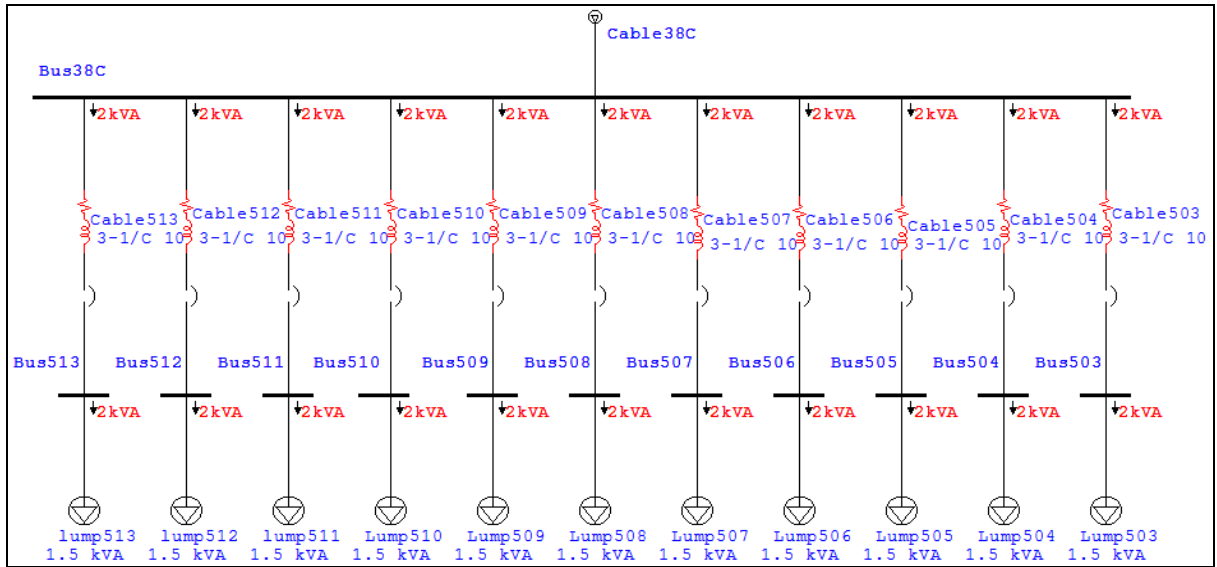 Cable38C
Bus38C
2kVA 2kVA 2kVA 2kVA 2kVA 2kVA 2kVA 2kVA 2kVA 2kVA 2kVA
Cable513 Cable512 Cable511 Cable510 Cable509 Cable508 Cable507 Cable506 Cable505 Cable504 Cable503
3-1/C 10 3-1/C 10 3-1/C 10 3-1/C 10 3-1/C 10 3-1/C 10 3-1/C 10 3-1/C 10 3-1/C 10 3-1/C 10 3-1/C 10
Bus513 Bus512 Bus511 Bus510 Bus509 Bus508 Bus507 Bus506 Bus505 Bus504 Bus503
2kVA 2kVA 2kVA 2kVA 2kVA 2kVA 2kVA 2kVA 2kVA 2kVA 2kVA
lump513 lump512 lump511 Lump510 Lump509 Lump508 Lump507 Lump506 Lump505 Lump504 Lump503
1.5 kVA 1.5 kVA 1.5 kVA 1.5 kVA 1.5 kVA 1.5 kVA 1.5 kVA 1.5 kVA 1.5 kVA 1.5 kVA 1.5 kVA